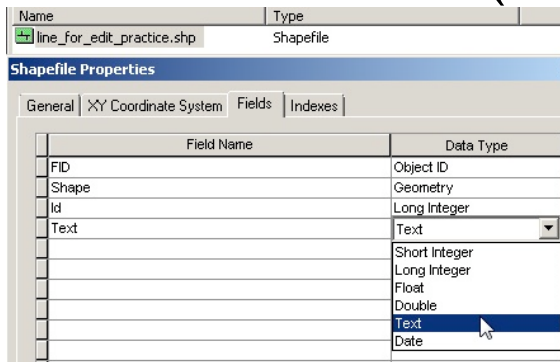 Name Type
line_for_edit_practice.shp Shapefile
Shapefile Properties
General XY Coordinate System Fields Indexes
Field Name Data Type
FID Object ID
Shape Geometry
Id Long Integer
Text Text
Short Integer
Long Integer
Float
Double
Text
Date